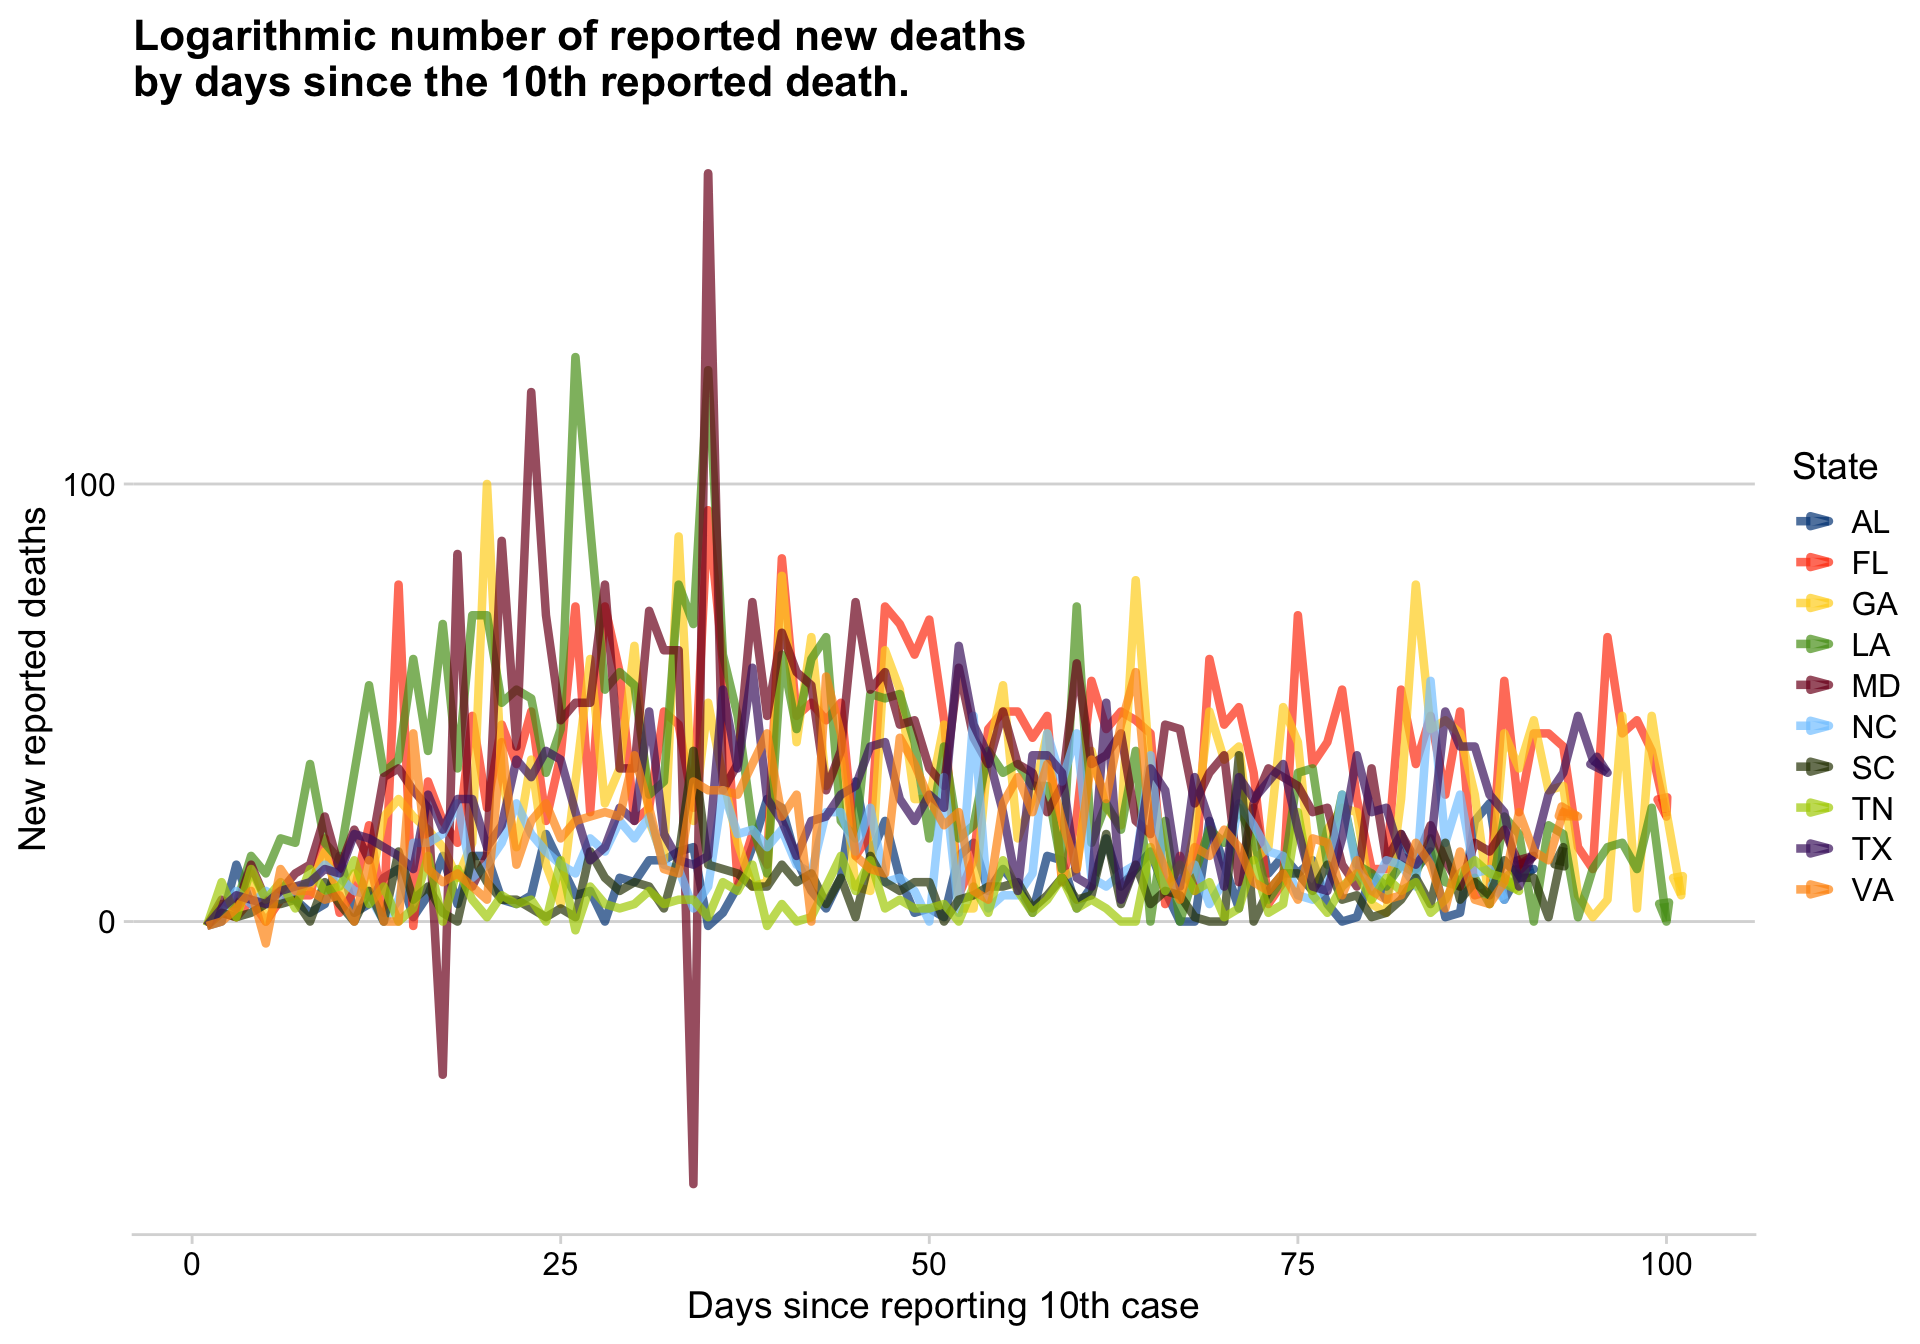 Logarithmic number of reported new deaths
by days since the 10th reported death.
New reported deaths
100
0
0
25
50
75
100
Days since reporting 10th case
State
AL
FL
GA
LA
MD
NC
SC
TN
TX
VA